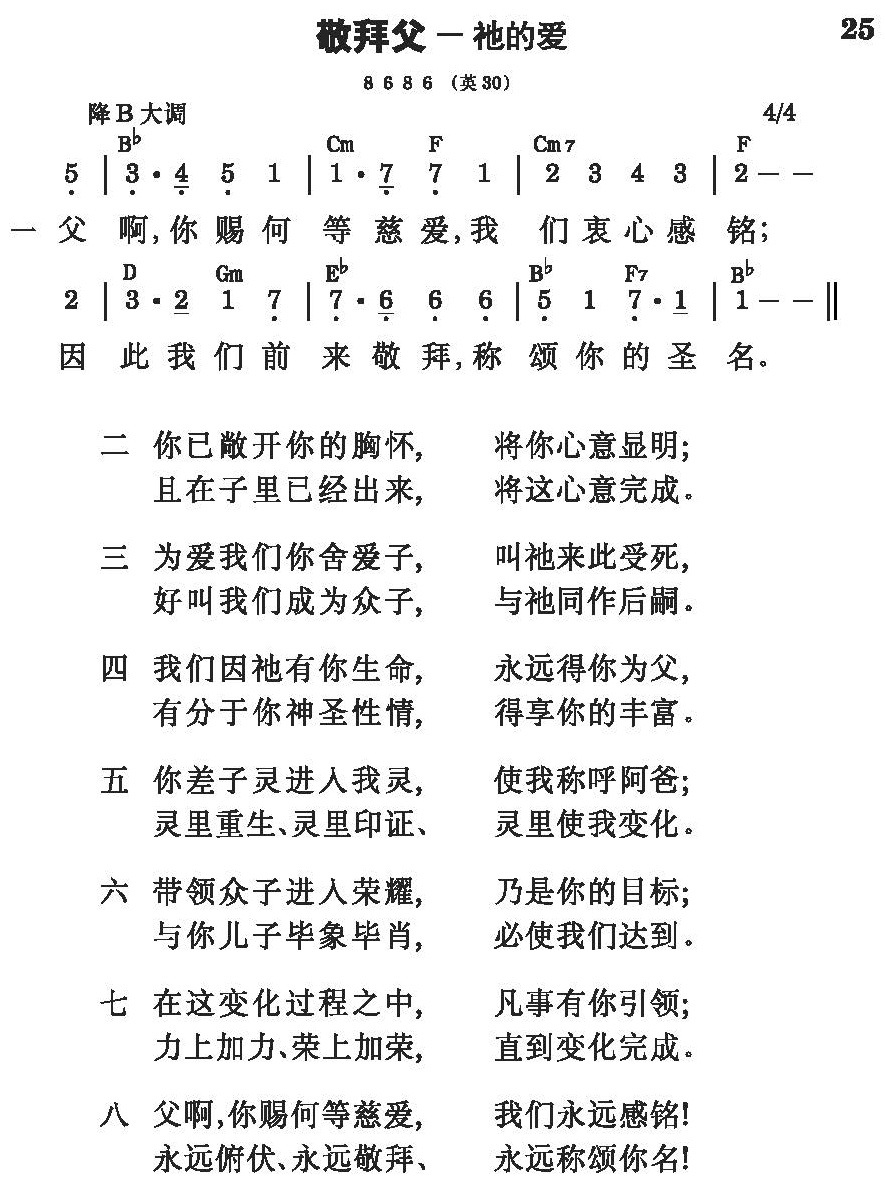 敬拜父－祂的爱 25
8 6 8 6 （英30）
降B大调 4/4
B♭ Cm F Cm7 F
5̣ | 3̣ · 4̣ 5̣ 1 | 1 · 7̣ 7̣ 1 | 2 3 4 3 | 2 － － 
一 父 啊,你 赐 何 等 慈 爱,我 们 衷 心 感 铭;
D Gm E♭ B♭ F7 B♭
2 | 3 · 2 1 7̣ | 7̣ · 6̣ 6̣ 6̣ | 5̣ 1 7̣ · 1 | 1 － － ‖
因 此 我 们 前 来 敬 拜,称 颂 你 的 圣 名。
二 你已敞开你的胸怀, 将你心意显明;
且在子里已经出来, 将这心意完成。
三 为爱我们你舍爱子, 叫祂来此受死,
好叫我们成为众子, 与祂同作后嗣。
四 我们因祂有你生命, 永远得你为父,
有分于你神圣性情, 得享你的丰富。
五 你差子灵进入我灵, 使我称呼阿爸;
灵里重生、灵里印证、 灵里使我变化。
六 带领众子进入荣耀, 乃是你的目标;
与你儿子毕象毕肖, 必使我们达到。
七 在这变化过程之中, 凡事有你引领;
力上加力、荣上加荣, 直到变化完成。
八 父啊,你赐何等慈爱, 我们永远感铭!
永远俯伏、永远敬拜、 永远称颂你名!